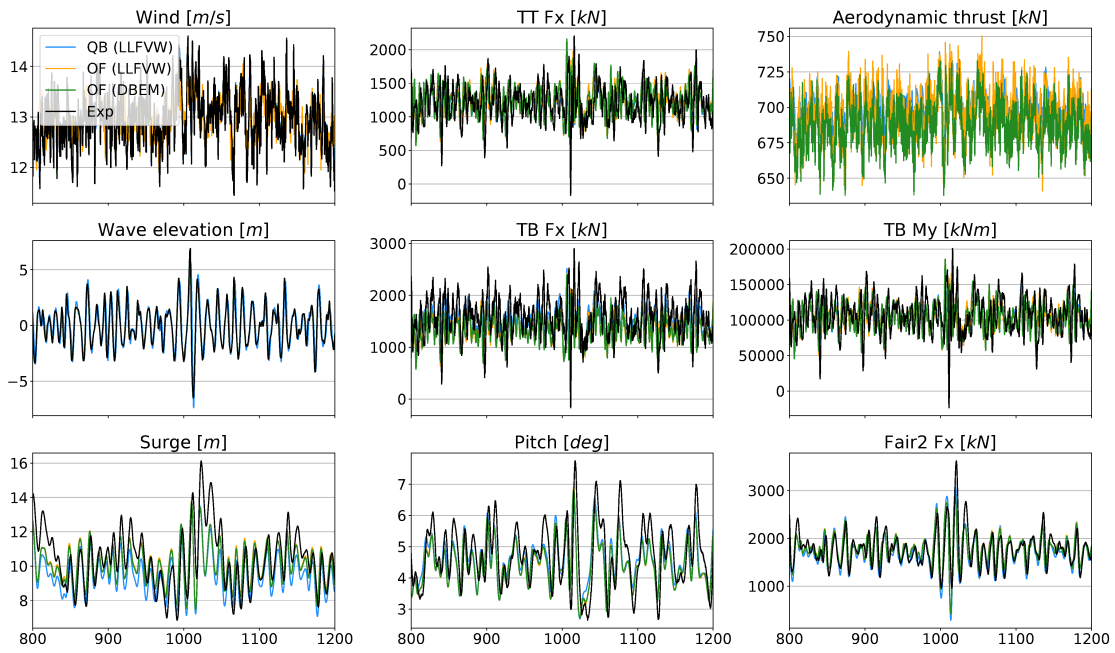 Wind [m/s]
TT Fx [kN]
Aerodynamic thrust [kN]
QB (LLFVW)
OF (LLFVW)
OF (DBEM)
Exp
14
13
12
2000
1500
1000
500
0
750
725
700
675
650
Wave elevation [m]
TB Fx [kN]
TB My [kNm]
5
0
−5
3000
2000
1000
0
200000
150000
100000
50000
0
Surge [m]
Pitch [deg]
Fair2 Fx [kN]
16
14
12
10
8
7
6
5
4
3
3000
2000
1000
800 900 1000 1100 1200
800 900 1000 1100 1200
800 900 1000 1100 1200